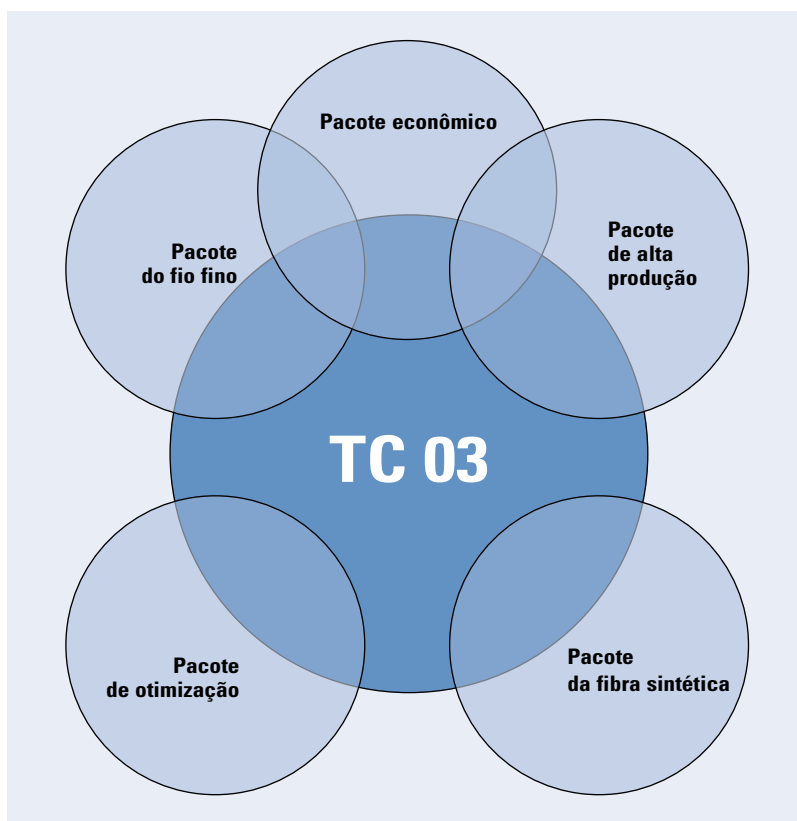 Pacote econômico
Pacote
do fio fino
Pacote
de alta
produção
TC 03
Pacote
de otimização
Pacote
da fibra sintética